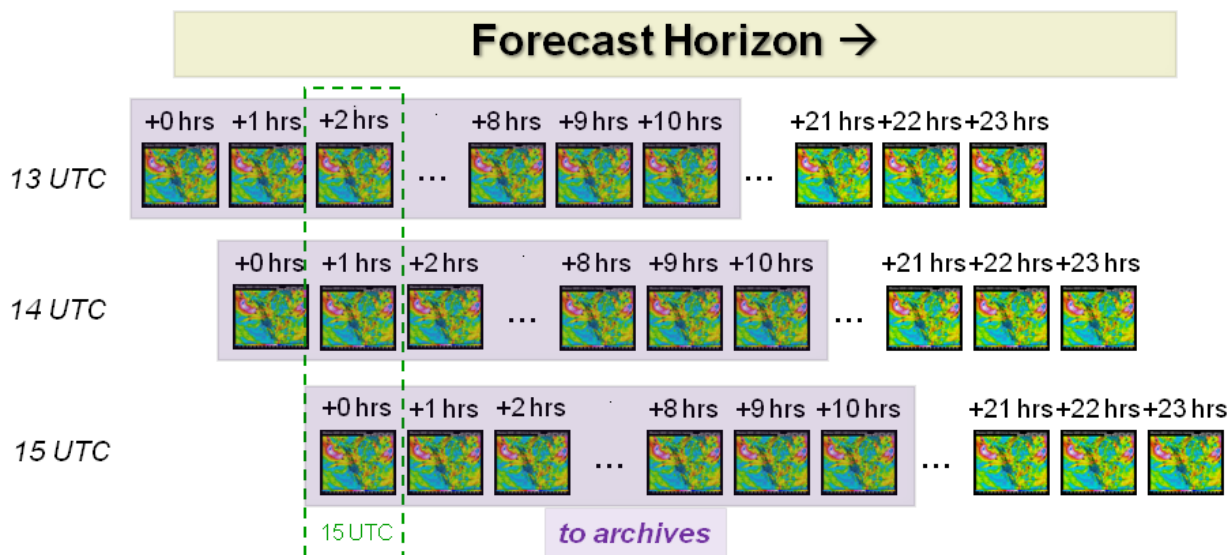 Forecast Horizon →
+0 hrs +1 hrs +2 hrs +8 hrs +9 hrs +10 hrs +21 hrs +22 hrs +23 hrs
13 UTC ... ...
+0 hrs +1 hrs +2 hrs +8 hrs +9 hrs +10 hrs +21 hrs +22 hrs +23 hrs
14 UTC ... ...
+0 hrs +1 hrs +2 hrs +8 hrs +9 hrs +10 hrs +21 hrs +22 hrs +23 hrs
15 UTC ... ...
15 UTC to archives